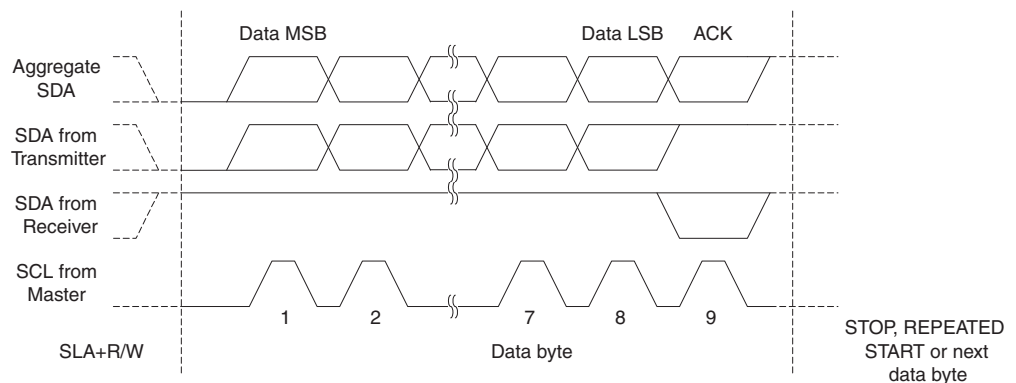 Data MSB
Data LSB
ACK
Aggregate
SDA
SDA from
Transmitter
SDA from
Receiver
SCL from
Master
1
2
7
8
9
SLA+R/W
Data byte
STOP, REPEATED
START or next
data byte